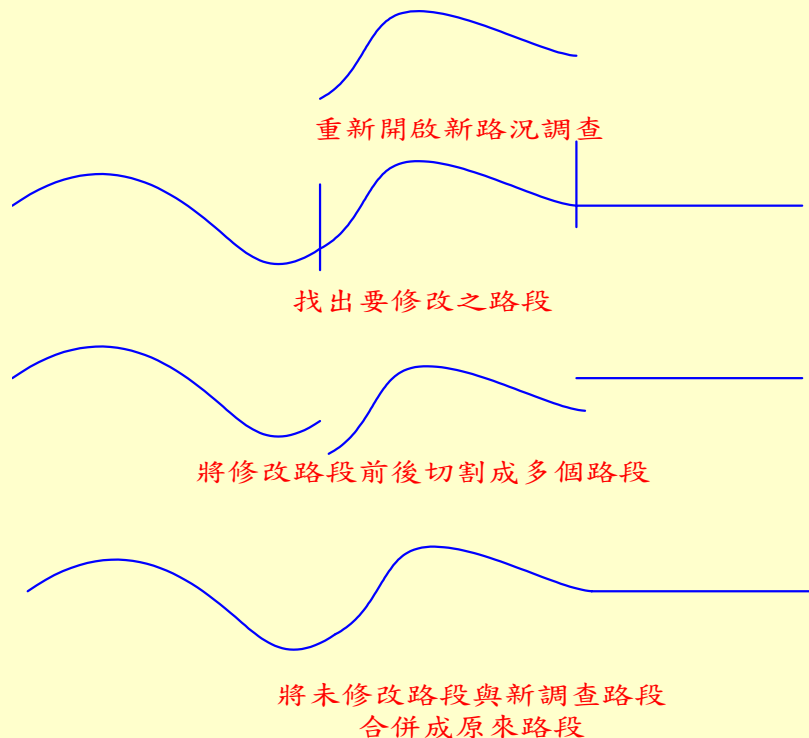 重新開啟新路況調查
找出要修改之路段
將修改路段前後切割成多個路段
將未修改路段與新調查路段
合併成原來路段